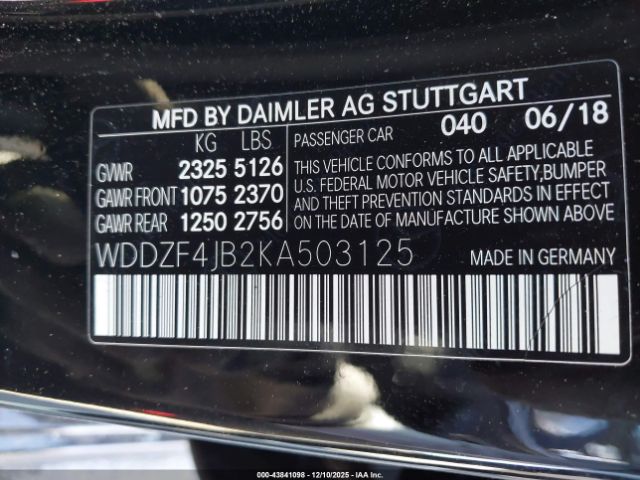 MFD BY DAIMLER AG STUTTGART
KG LBS
GVWR 2325 5126
GAWR FRONT 1075 2370
GAWR REAR 1250 2756
PASSENGER CAR 040 06/18
THIS VEHICLE CONFORMS TO ALL APPLICABLE
U.S. FEDERAL MOTOR VEHICLE SAFETY,BUMPER
AND THEFT PREVENTION STANDARDS IN EFFECT
ON THE DATE OF MANUFACTURE SHOWN ABOVE
WDDZF4JB2KA503125 MADE IN GERMANY
000-43841098 - 12/10/2025 - IAA Inc.